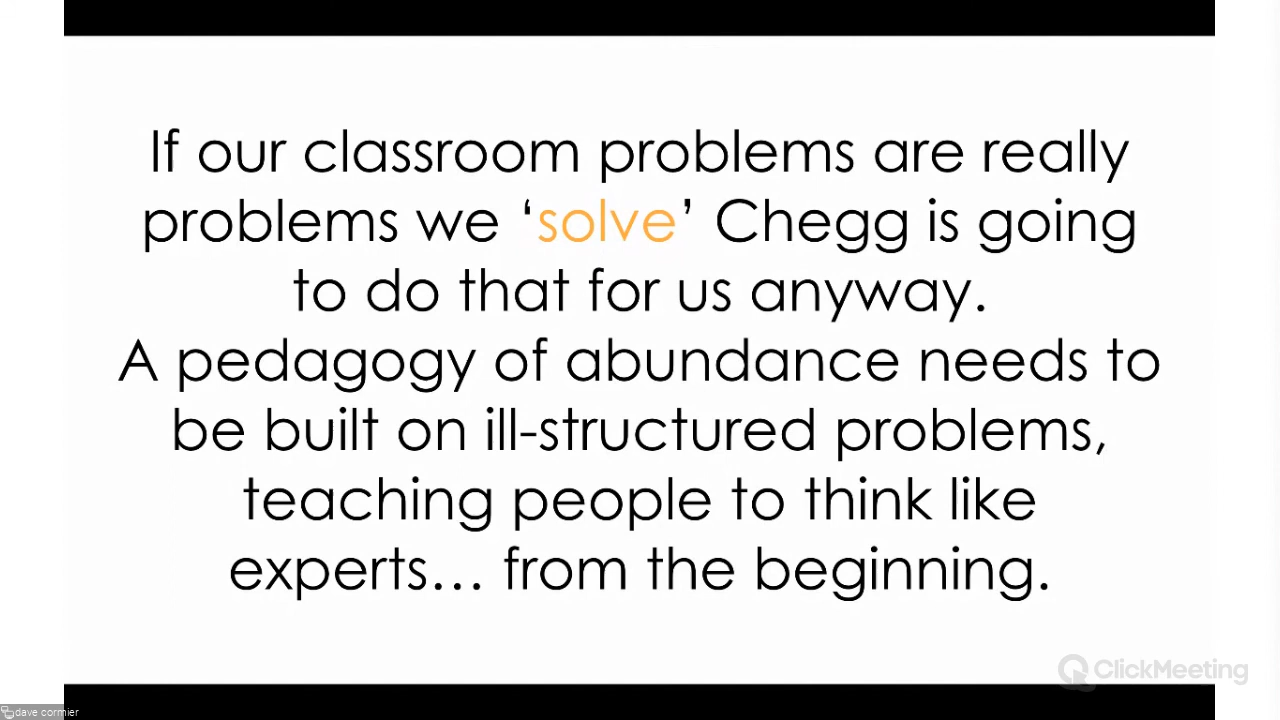 If our classroom problems are really
problems we ‘solve’ Chegg is going
to do that for us anyway.
A pedagogy of abundance needs to
be built on ill-structured problems,
teaching people to think like
experts… from the beginning.
ClickMeeting
dave cormier